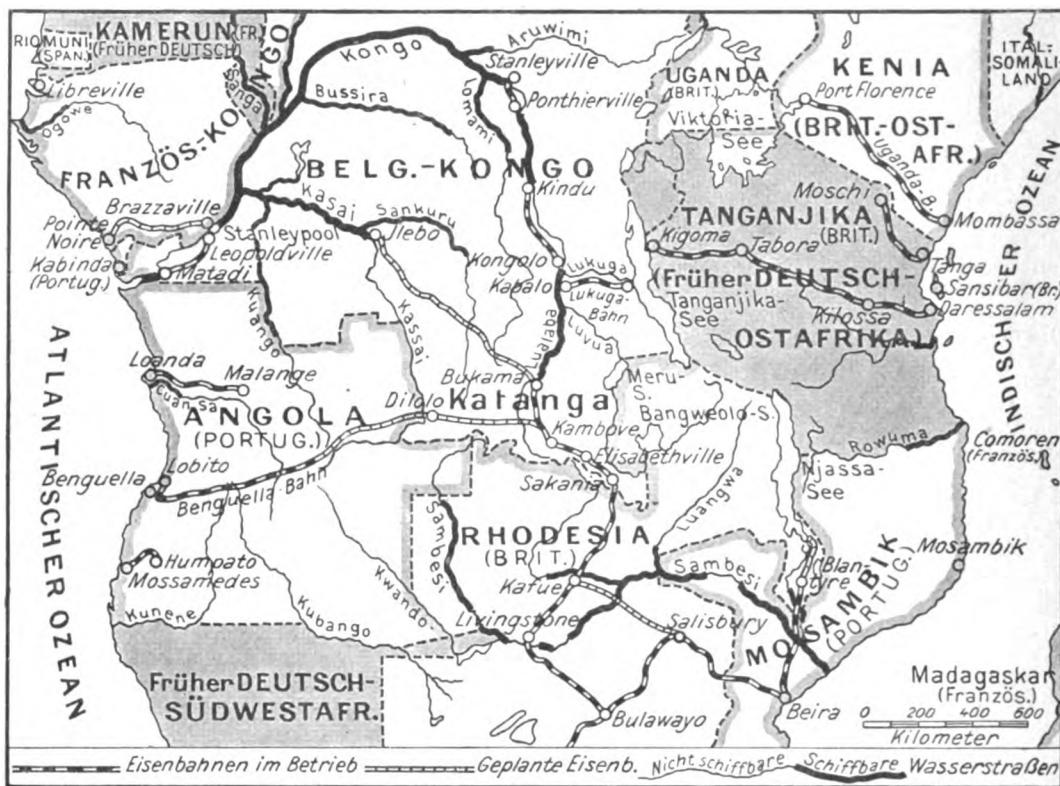 KAMERUN (FR.)
(Früher DEUTSCH)
RIO MUNI
SPAN.
Libreville
Ogowe
Sanga
FRANZÖS-KONGO
Kongo
Aruwimi
Stanleyville
Ponthierville
Lomami
Bussira
BELG.-KONGO
UGANDA
(BRIT.)
Viktoria-
See
KENIA
Port Florence
(BRIT.-OST-
AFR.)
Uganda-B.
ITAL-
SOMALI-
LAND
Mombassa
INDISCHER OZEAN
Moschi
TANGANJIKA
(BRIT.)
Kigoma
Tabora
(Früher DEUTSCH-
OSTAFRIKA)
Tanganjika-
See
Kilossa
Tanga
Sansibar (Br.)
Daressalam
Brazzaville
Pointe
Noire
Kabinda
(Portug.)
Stanleypool
Leopoldville
Matadi
Kasai
Sankuru
Ilebo
Kindu
Kongolo
Kabalo
Lukuga
Lukuga-
Bahn
Luvua
Lualaba
Kuango
Kassai
Bukama
Katanga
Dilolo
Kambove
Elisabethville
Sakania
Meru-
S.
Bangweolo-S.
ATLANTISCHER OZEAN
Loanda
Malange
Cuansa
ANGOLA
(PORTUG.)
Lobito
Benguella
Benguella-Bahn
Humpato
Mossamedes
Kunene
Kubango
Kwando
Sambesi
RHODESIA
(BRIT.)
Luangwa
Njassa-
See
Rowuma
Comoren
(Französ.)
Mosambik
Kafue
Sambesi
Blan-
tyre
MOSAMBIK
(PORTUG.)
Livingstone
Salisbury
Bulawayo
Beira
Früher DEUTSCH-
SÜDWESTAFR.
Madagaskar
(Französ.)
0 200 400 600
Kilometer
Eisenbahnen im Betrieb Geplante Eisenb. Nicht schiffbare Schiffbare Wasserstraßen